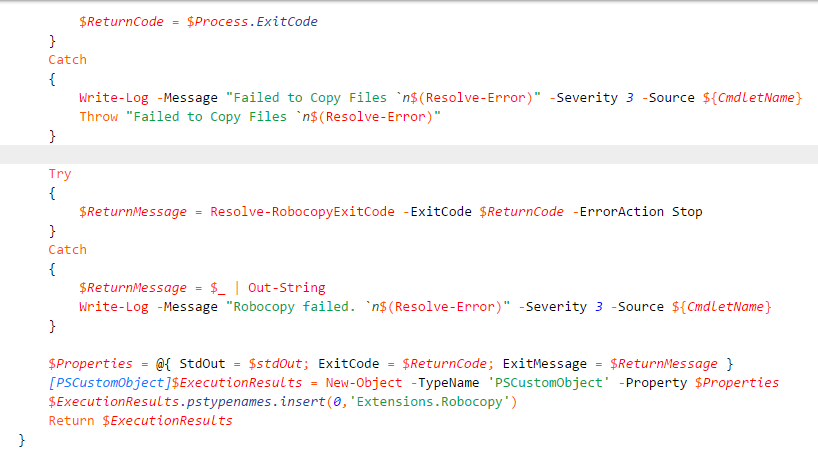 $ReturnCode = $Process.ExitCode
}
Catch
{
Write-Log -Message "Failed to Copy Files `n$(Resolve-Error)" -Severity 3 -Source ${CmdletName}
Throw "Failed to Copy Files `n$(Resolve-Error)"
}
Try
{
$ReturnMessage = Resolve-RobocopyExitCode -ExitCode $ReturnCode -ErrorAction Stop
}
Catch
{
$ReturnMessage = $_ | Out-String
Write-Log -Message "Robocopy failed. `n$(Resolve-Error)" -Severity 3 -Source ${CmdletName}
}
$Properties = @{ StdOut = $stdOut; ExitCode = $ReturnCode; ExitMessage = $ReturnMessage }
[PSCustomObject]$ExecutionResults = New-Object -TypeName 'PSCustomObject' -Property $Properties
$ExecutionResults.pstypenames.insert(0,'Extensions.Robocopy')
Return $ExecutionResults
}